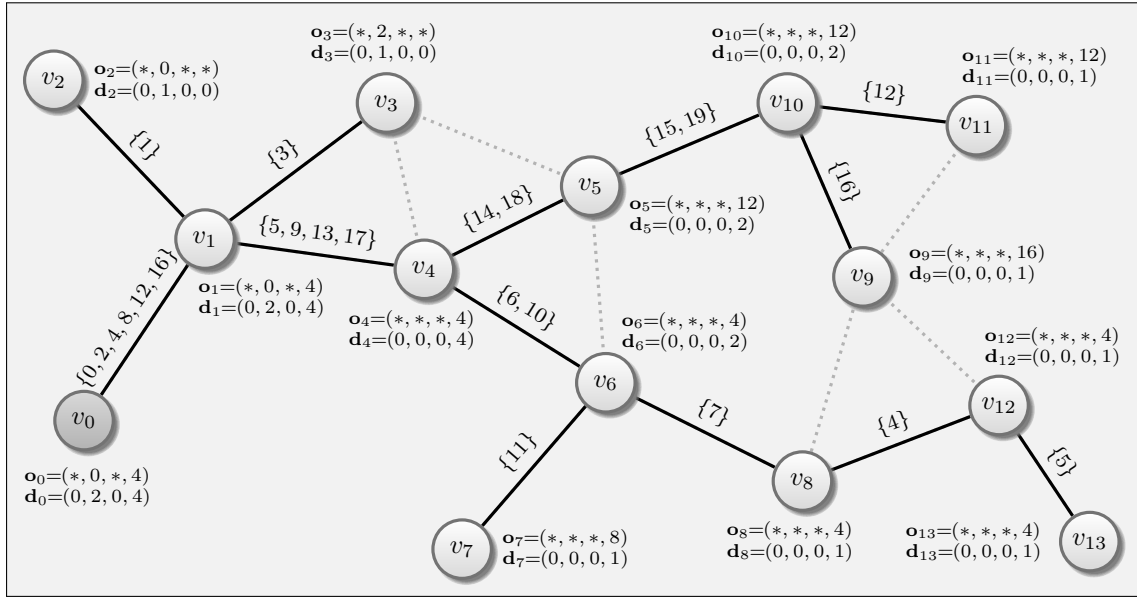 o₃=(∗, 2, ∗, ∗)
d₃=(0, 1, 0, 0)
o₁₀=(∗, ∗, ∗, 12)
d₁₀=(0, 0, 0, 2)
o₁₁=(∗, ∗, ∗, 12)
d₁₁=(0, 0, 0, 1)
v₂
o₂=(∗, 0, ∗, ∗)
d₂=(0, 1, 0, 0)
v₃
v₁₀
{12}
v₁₁
{1}
{3}
{15, 19}
{16}
v₅
{14, 18}
o₅=(∗, ∗, ∗, 12)
d₅=(0, 0, 0, 2)
v₁
{5, 9, 13, 17}
v₄
v₉
o₉=(∗, ∗, ∗, 16)
d₉=(0, 0, 0, 1)
o₁=(∗, 0, ∗, 4)
d₁=(0, 2, 0, 4)
{0, 2, 4, 8, 12, 16}
o₄=(∗, ∗, ∗, 4)
d₄=(0, 0, 0, 4)
{6, 10}
o₆=(∗, ∗, ∗, 4)
d₆=(0, 0, 0, 2)
o₁₂=(∗, ∗, ∗, 4)
d₁₂=(0, 0, 0, 1)
v₆
v₁₂
v₀
{7}
{4}
o₀=(∗, 0, ∗, 4)
d₀=(0, 2, 0, 4)
{11}
{5}
v₈
v₇
o₇=(∗, ∗, ∗, 8)
d₇=(0, 0, 0, 1)
o₈=(∗, ∗, ∗, 4)
d₈=(0, 0, 0, 1)
o₁₃=(∗, ∗, ∗, 4)
d₁₃=(0, 0, 0, 1)
v₁₃